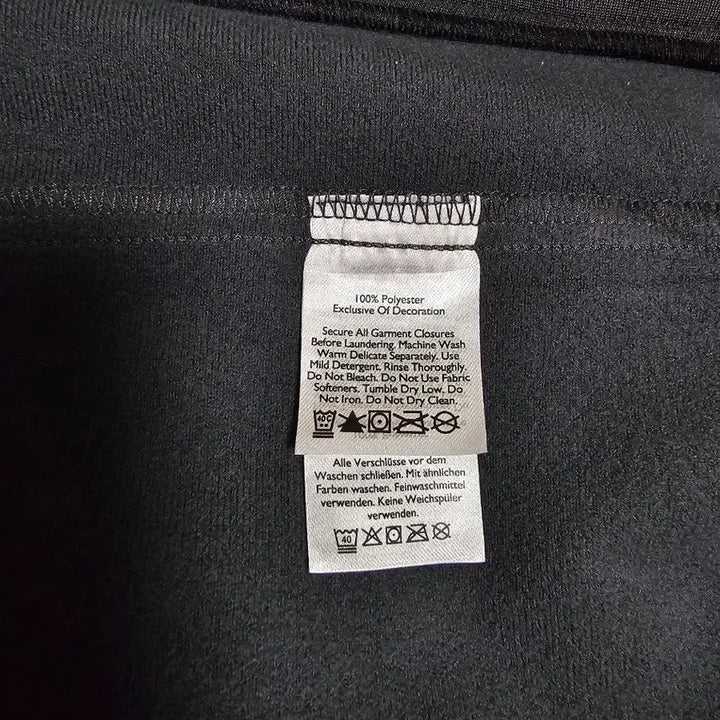 100% Polyester
Exclusive Of Decoration
Secure All Garment Closures
Before Laundering. Machine Wash
Warm Delicate Separately. Use
Mild Detergent. Rinse Thoroughly.
Do Not Bleach. Do Not Use Fabric
Softeners. Tumble Dry Low. Do
Not Iron. Do Not Dry Clean.
40C
Alle Verschlüsse vor dem
Waschen schließen. Mit ähnlichen
Farben waschen. Feinwaschmittel
verwenden. Keine Weichspüler
verwenden.
40